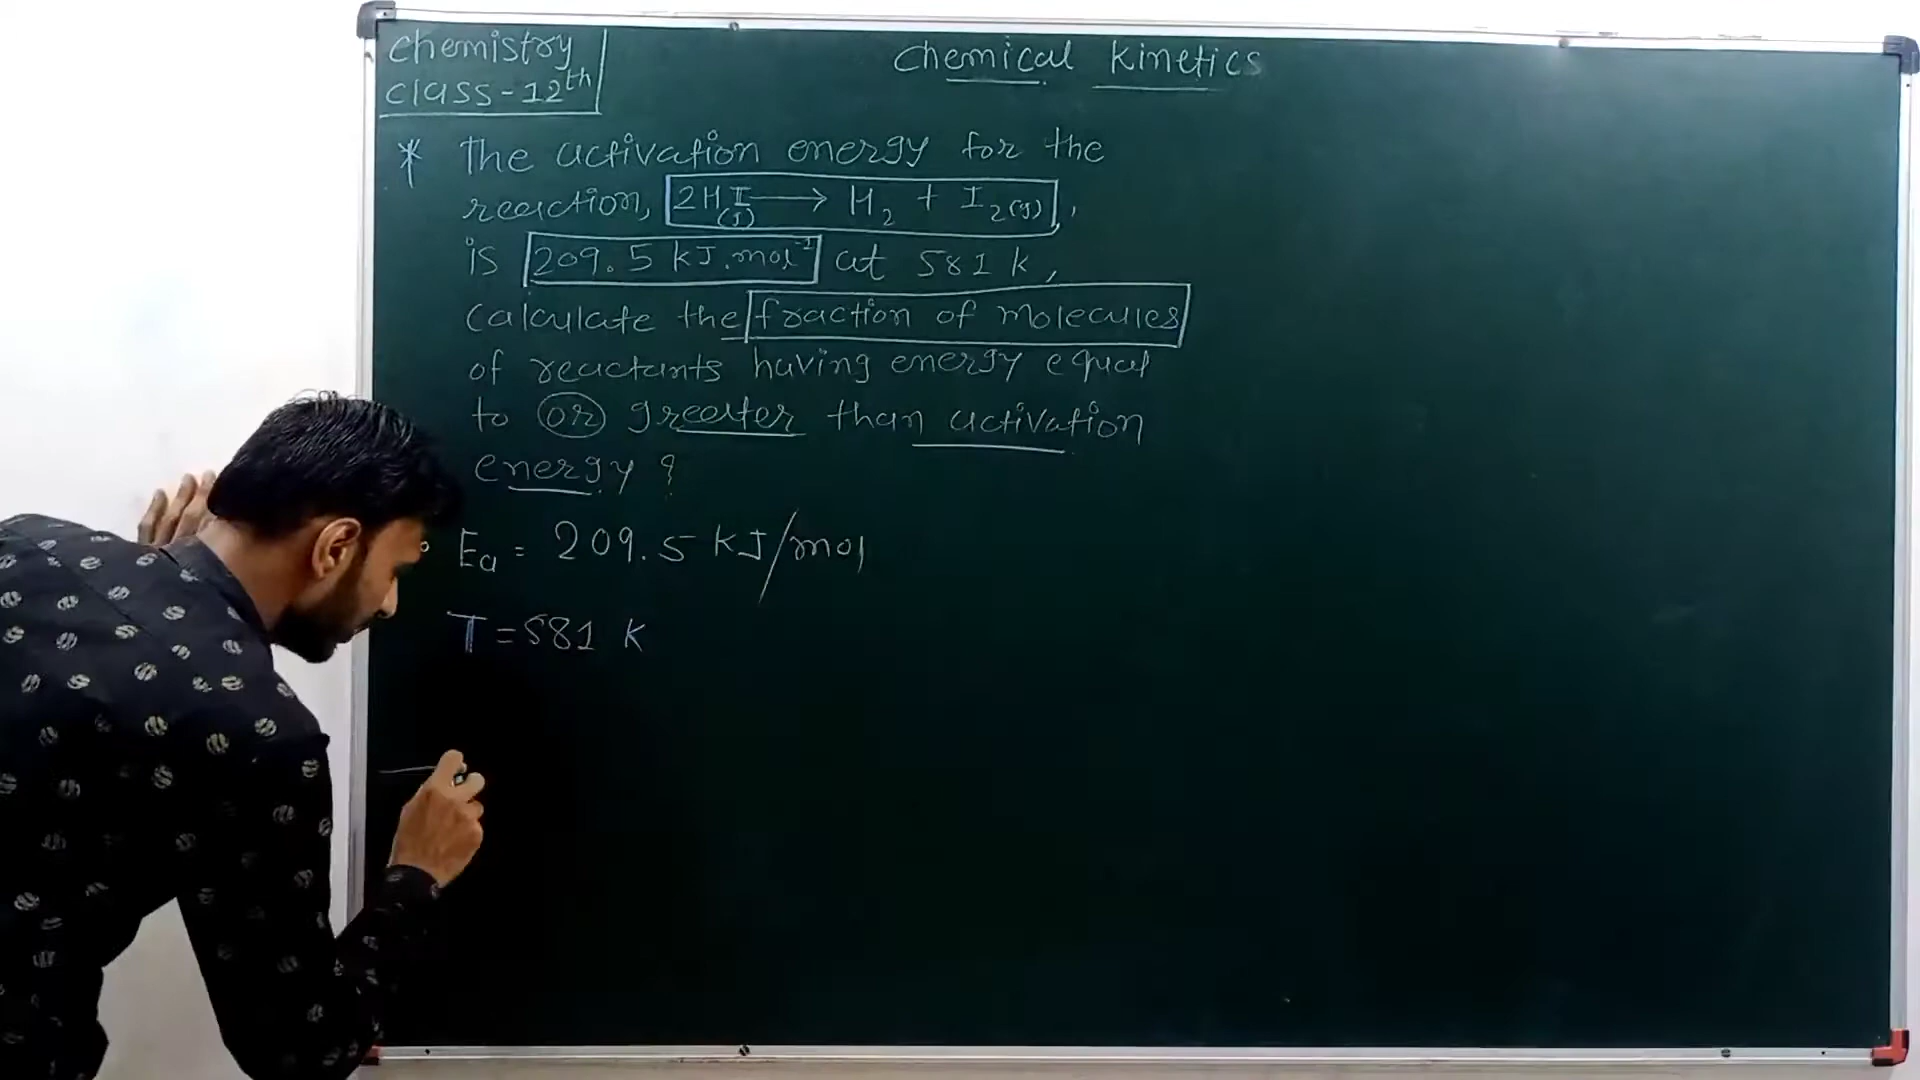 Chemistry
Class-12th
Chemical Kinetics
* The activation energy for the
reaction, 2HI(g) ⟶ H₂ + I₂(g),
is 209.5 kJ.mol⁻¹ at 581 k,
Calculate the fraction of molecules
of reactants having energy equal
to or greater than activation
energy ?
Ea = 209.5 kJ/mol
T = 581 K